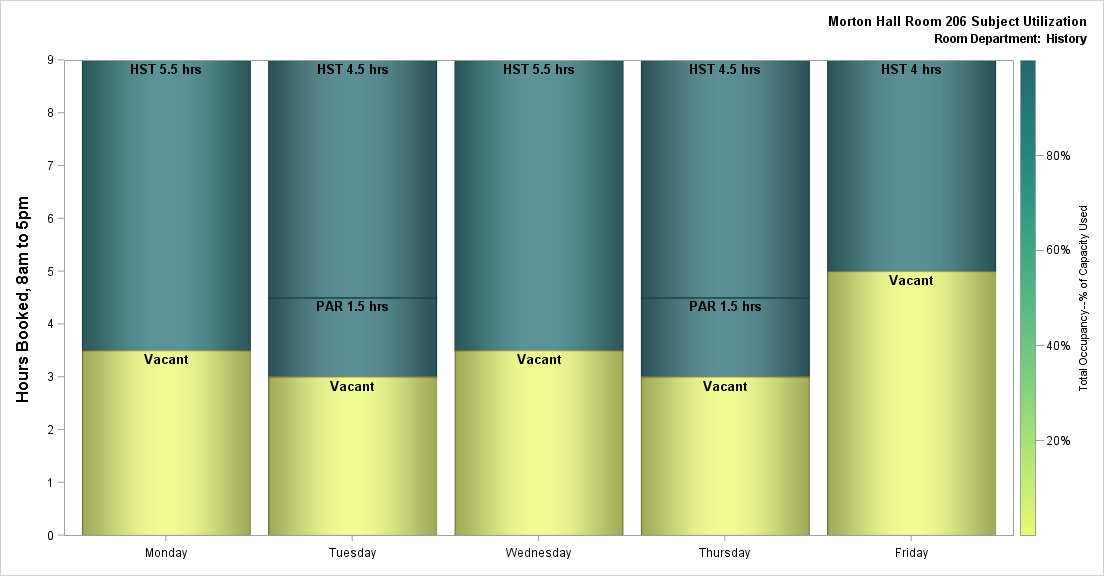 Morton Hall Room 206 Subject Utilization
Room Department: History
Hours Booked, 8am to 5pm
9
8
7
6
5
4
3
2
1
0
HST 5.5 hrs
Vacant
HST 4.5 hrs
PAR 1.5 hrs
Vacant
HST 5.5 hrs
Vacant
HST 4.5 hrs
PAR 1.5 hrs
Vacant
HST 4 hrs
Vacant
Monday
Tuesday
Wednesday
Thursday
Friday
80%
60%
40%
20%
Total Occupancy--% of Capacity Used